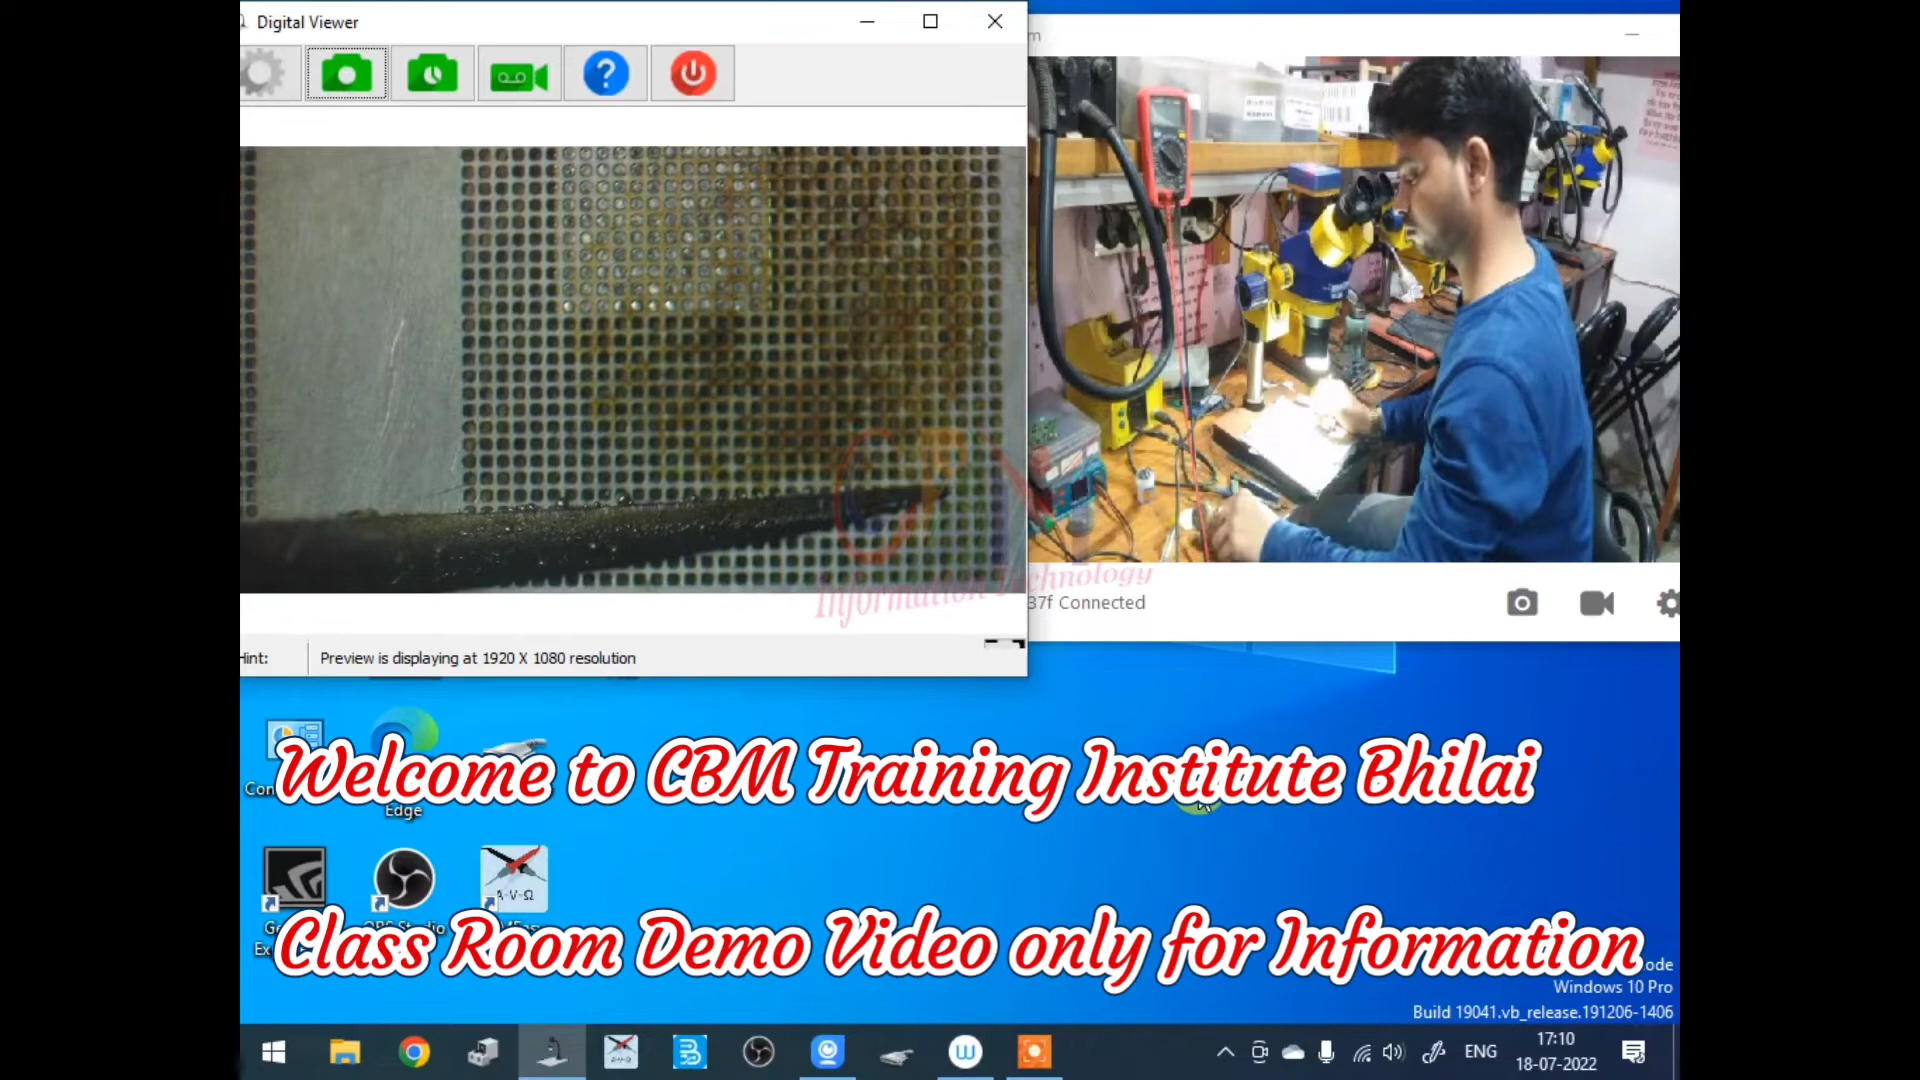 Digital Viewer
m
37f Connected
Hint:
Preview is displaying at 1920 X 1080 resolution
Information Technology
Welcome to CBM Training Institute Bhilai
Edge
A-V-Ω
Class Room Demo Video only for Information
ode
Windows 10 Pro
Build 19041.vb_release.191206-1406
ENG
17:10
18-07-2022